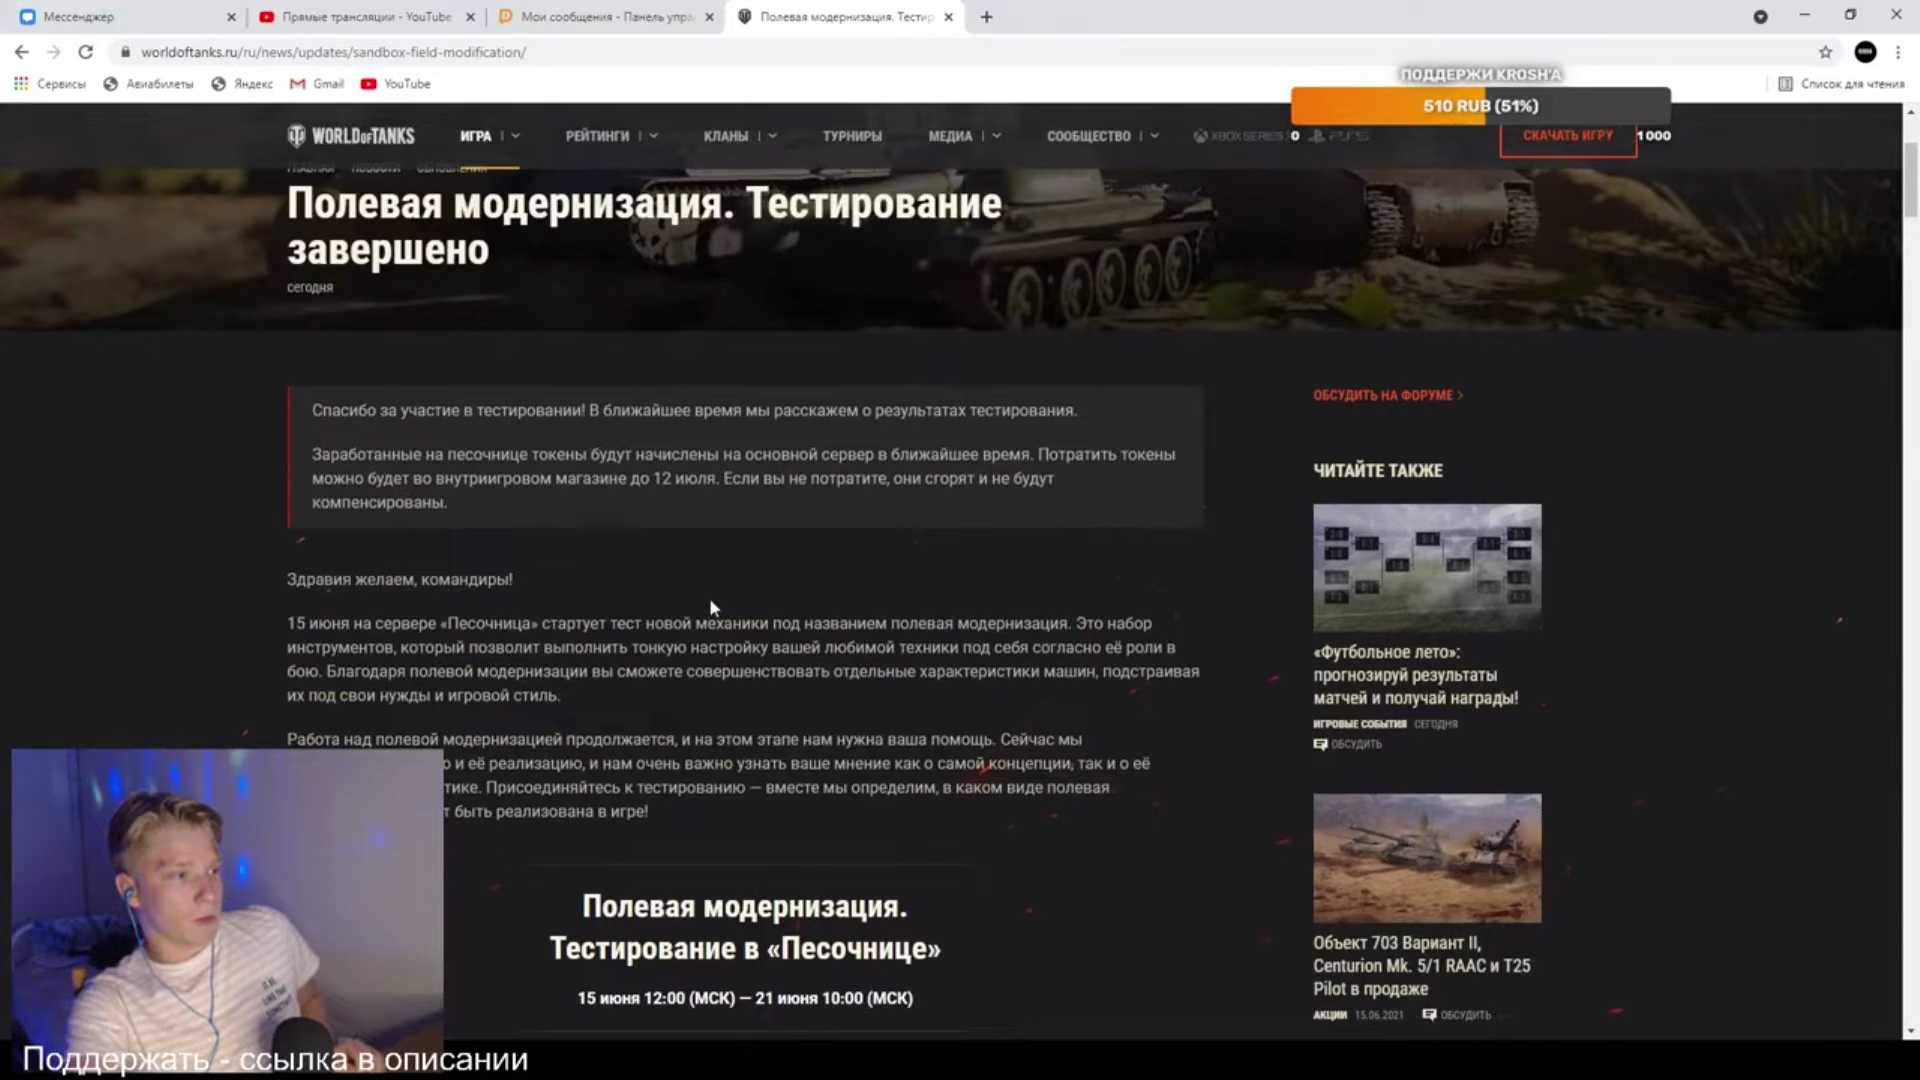 Мессенджер
Прямые трансляции - YouTube
Мои сообщения - Панель упра
Полевая модернизация. Тестир
worldoftanks.ru/ru/news/updates/sandbox-field-modification/
Сервисы
Авиабилеты
Яндекс
Gmail
YouTube
Список для чтения
ПОДДЕРЖИ KROSH'А
510 RUB (51%)
0
1000
WORLD OF TANKS
ИГРА
РЕЙТИНГИ
КЛАНЫ
ТУРНИРЫ
МЕДИА
СООБЩЕСТВО
XBOX SERIES
PS5
СКАЧАТЬ ИГРУ
ГЛАВНАЯ НОВОСТИ ОБНОВЛЕНИЯ
Полевая модернизация. Тестирование
завершено
сегодня
Спасибо за участие в тестировании! В ближайшее время мы расскажем о результатах тестирования.
Заработанные на песочнице токены будут начислены на основной сервер в ближайшее время. Потратить токены
можно будет во внутриигровом магазине до 12 июля. Если вы не потратите, они сгорят и не будут
компенсированы.
Здравия желаем, командиры!
15 июня на сервере «Песочница» стартует тест новой механики под названием полевая модернизация. Это набор
инструментов, который позволит выполнить тонкую настройку вашей любимой техники под себя согласно её роли в
бою. Благодаря полевой модернизации вы сможете совершенствовать отдельные характеристики машин, подстраивая
их под свои нужды и игровой стиль.
Работа над полевой модернизацией продолжается, и на этом этапе нам нужна ваша помощь. Сейчас мы
о и её реализацию, и нам очень важно узнать ваше мнение как о самой концепции, так и о её
тике. Присоединяйтесь к тестированию — вместе мы определим, в каком виде полевая
т быть реализована в игре!
Полевая модернизация.
Тестирование в «Песочнице»
15 июня 12:00 (МСК) — 21 июня 10:00 (МСК)
ОБСУДИТЬ НА ФОРУМЕ
ЧИТАЙТЕ ТАКЖЕ
«Футбольное лето»:
прогнозируй результаты
матчей и получай награды!
ИГРОВЫЕ СОБЫТИЯ СЕГОДНЯ
ОБСУДИТЬ
Объект 703 Вариант II,
Centurion Mk. 5/1 RAAC и T25
Pilot в продаже
АКЦИИ 15.06.2021 ОБСУДИТЬ
Поддержать - ссылка в описании